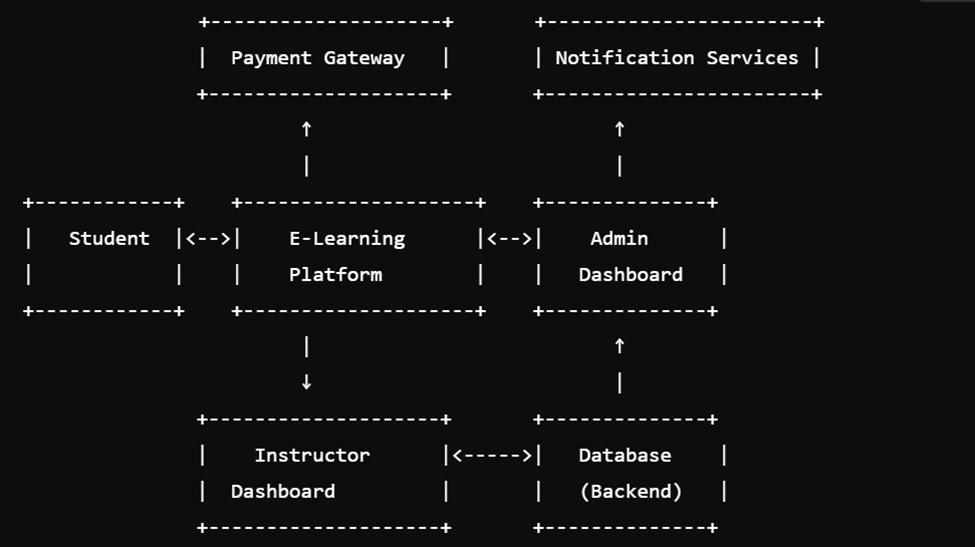 +--------------------+       +-----------------------+
|  Payment Gateway   |       | Notification Services |
+--------------------+       +-----------------------+
         ↑                          ↑
         |                          |
+------------+    +--------------------+    +--------------+
|   Student  |<-->|    E-Learning      |<-->|    Admin      |
|            |    |    Platform        |    |   Dashboard   |
+------------+    +--------------------+    +--------------+
         |                          ↑
         ↓                          |
+--------------------+       +--------------+
|    Instructor      |<----->|   Database    |
|  Dashboard         |       |   (Backend)   |
+--------------------+       +--------------+